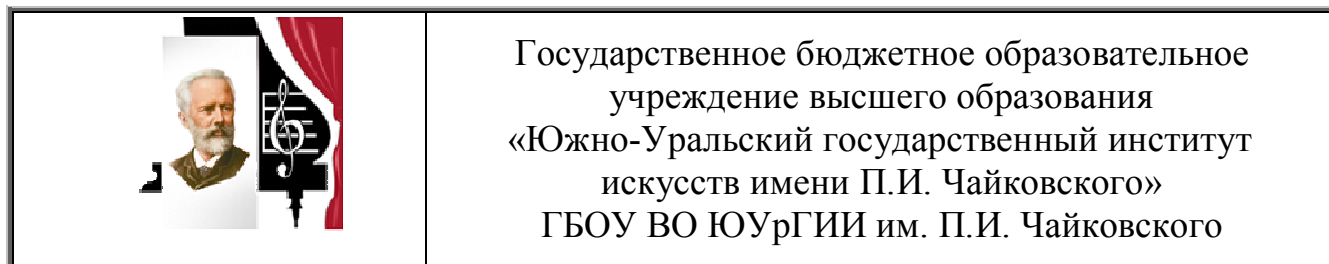 Государственное бюджетное образовательное
учреждение высшего образования
«Южно-Уральский государственный институт
искусств имени П.И. Чайковского»
ГБОУ ВО ЮУрГИИ им. П.И. Чайковского